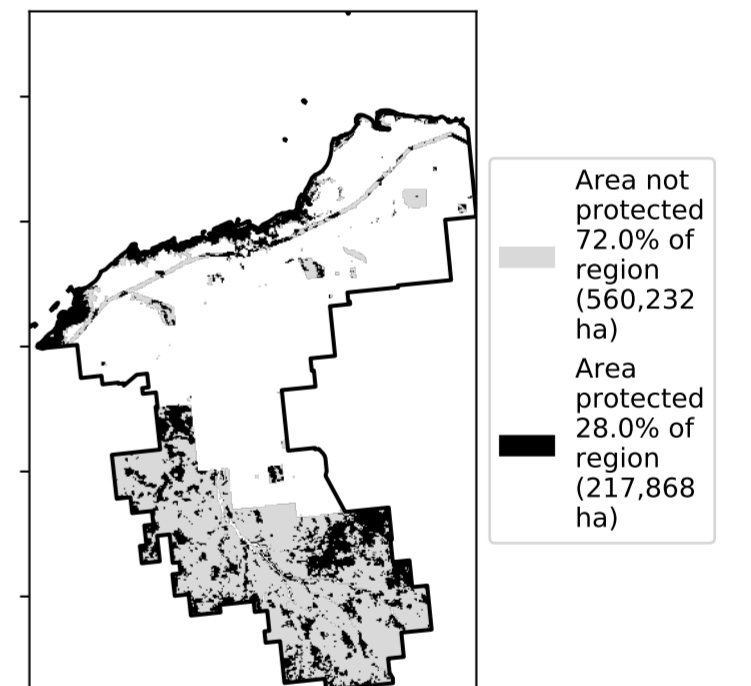 Area not
protected
72.0% of
region
(560,232
ha)
Area
protected
28.0% of
region
(217,868
ha)